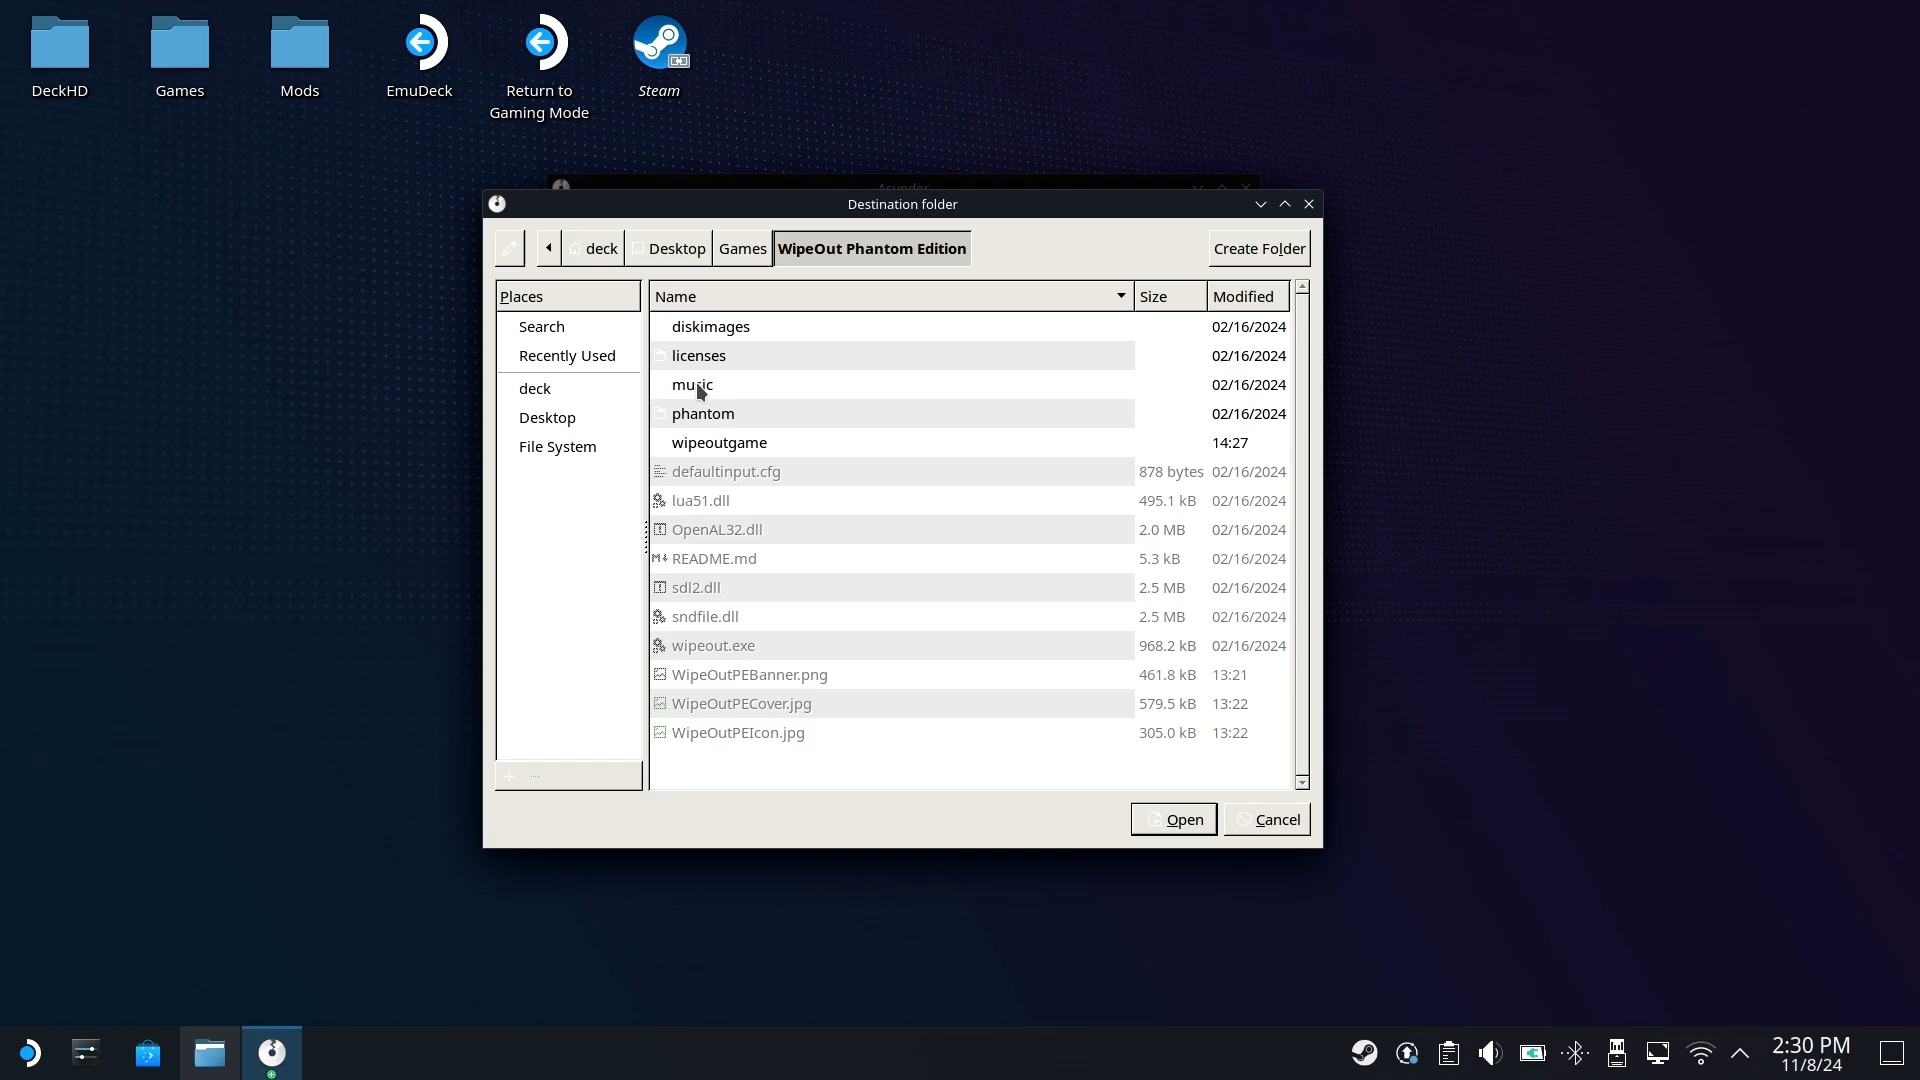 DeckHD
Games
Mods
EmuDeck
Return to
Gaming Mode
Steam
Asunder
Destination folder
deck
Desktop
Games
WipeOut Phantom Edition
Create Folder
Places
Name
Size
Modified
Search
Recently Used
deck
Desktop
File System
diskimages 02/16/2024
licenses 02/16/2024
music 02/16/2024
phantom 02/16/2024
wipeoutgame 14:27
defaultinput.cfg 878 bytes 02/16/2024
lua51.dll 495.1 kB 02/16/2024
OpenAL32.dll 2.0 MB 02/16/2024
README.md 5.3 kB 02/16/2024
sdl2.dll 2.5 MB 02/16/2024
sndfile.dll 2.5 MB 02/16/2024
wipeout.exe 968.2 kB 02/16/2024
WipeOutPEBanner.png 461.8 kB 13:21
WipeOutPECover.jpg 579.5 kB 13:22
WipeOutPEIcon.jpg 305.0 kB 13:22
Open
Cancel
2:30 PM
11/8/24